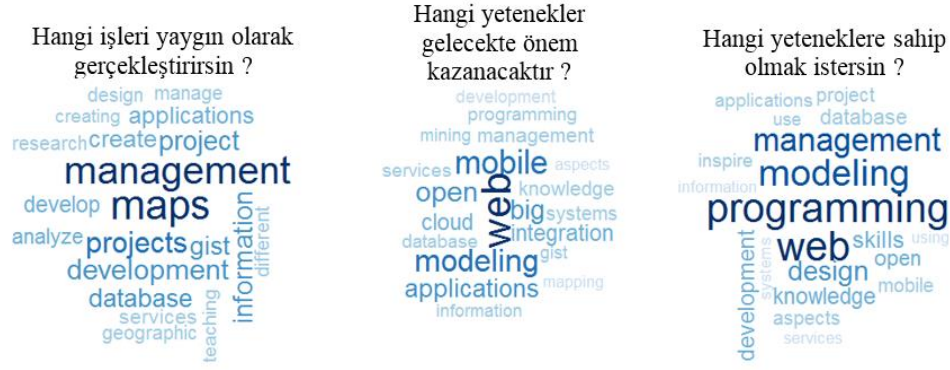 Hangi işleri yaygın olarak
gerçekleştirirsin ?
design manage
creating applications
research create project
management
develop maps
analyze projects gist
development
database
services
geographic
teaching
information
different
Hangi yetenekler
gelecekte önem
kazanacaktır ?
development
programming
mining management
services mobile aspects
open web knowledge
cloud big systems
database integration
modeling gist
applications mapping
information
Hangi yeteneklere sahip
olmak istersin ?
applications project
use database
management
inspire modeling
information
programming
web skills using
design open
knowledge mobile
aspects
services
development
systems